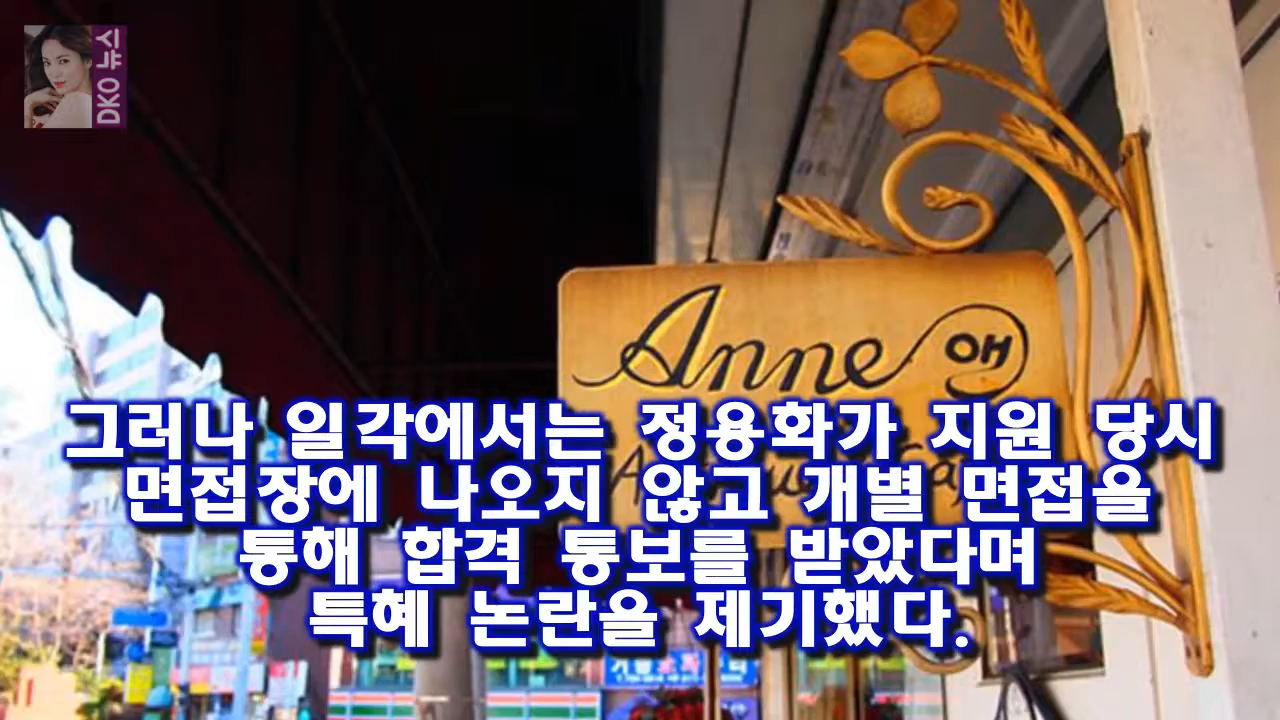 DKO 뉴스
Anne 앤
그러나 일각에서는 정용화가 지원 당시
면접장에 나오지 않고 개별 면접을
통해 합격 통보를 받았다며
특혜 논란을 제기했다.